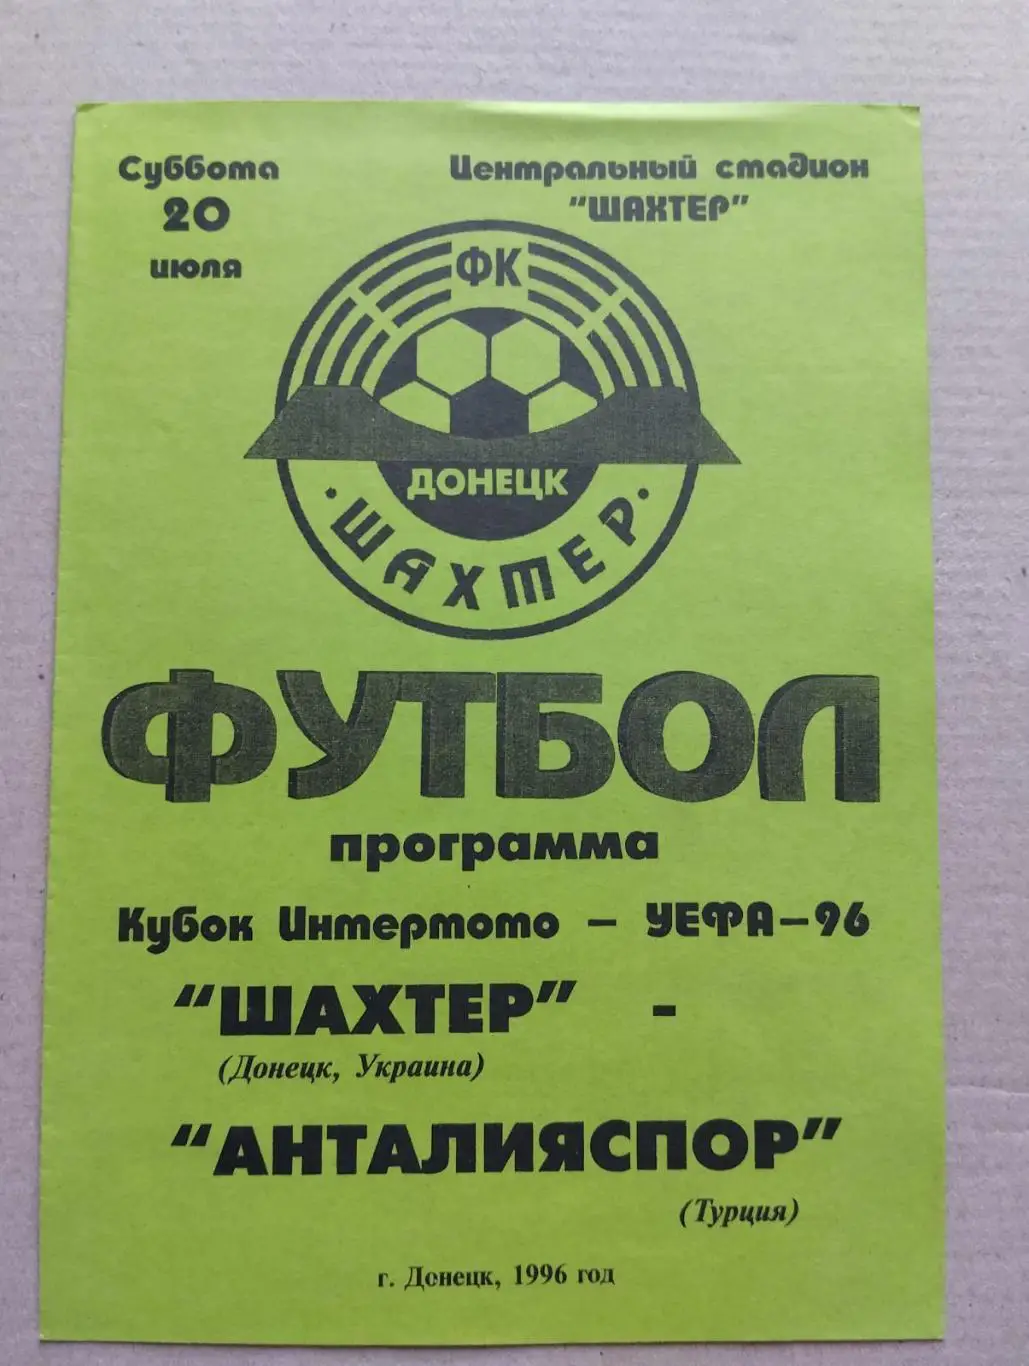 Суббота
20
июля
Центральный стадион
"ШАХТЕР"
ФК
ДОНЕЦК
· ШАХТЕР ·
ФУТБОЛ
программа
Кубок Интертото – УЕФА-96
"ШАХТЕР" -
(Донецк, Украина)
"АНТАЛИЯСПОР"
(Турция)
г. Донецк, 1996 год